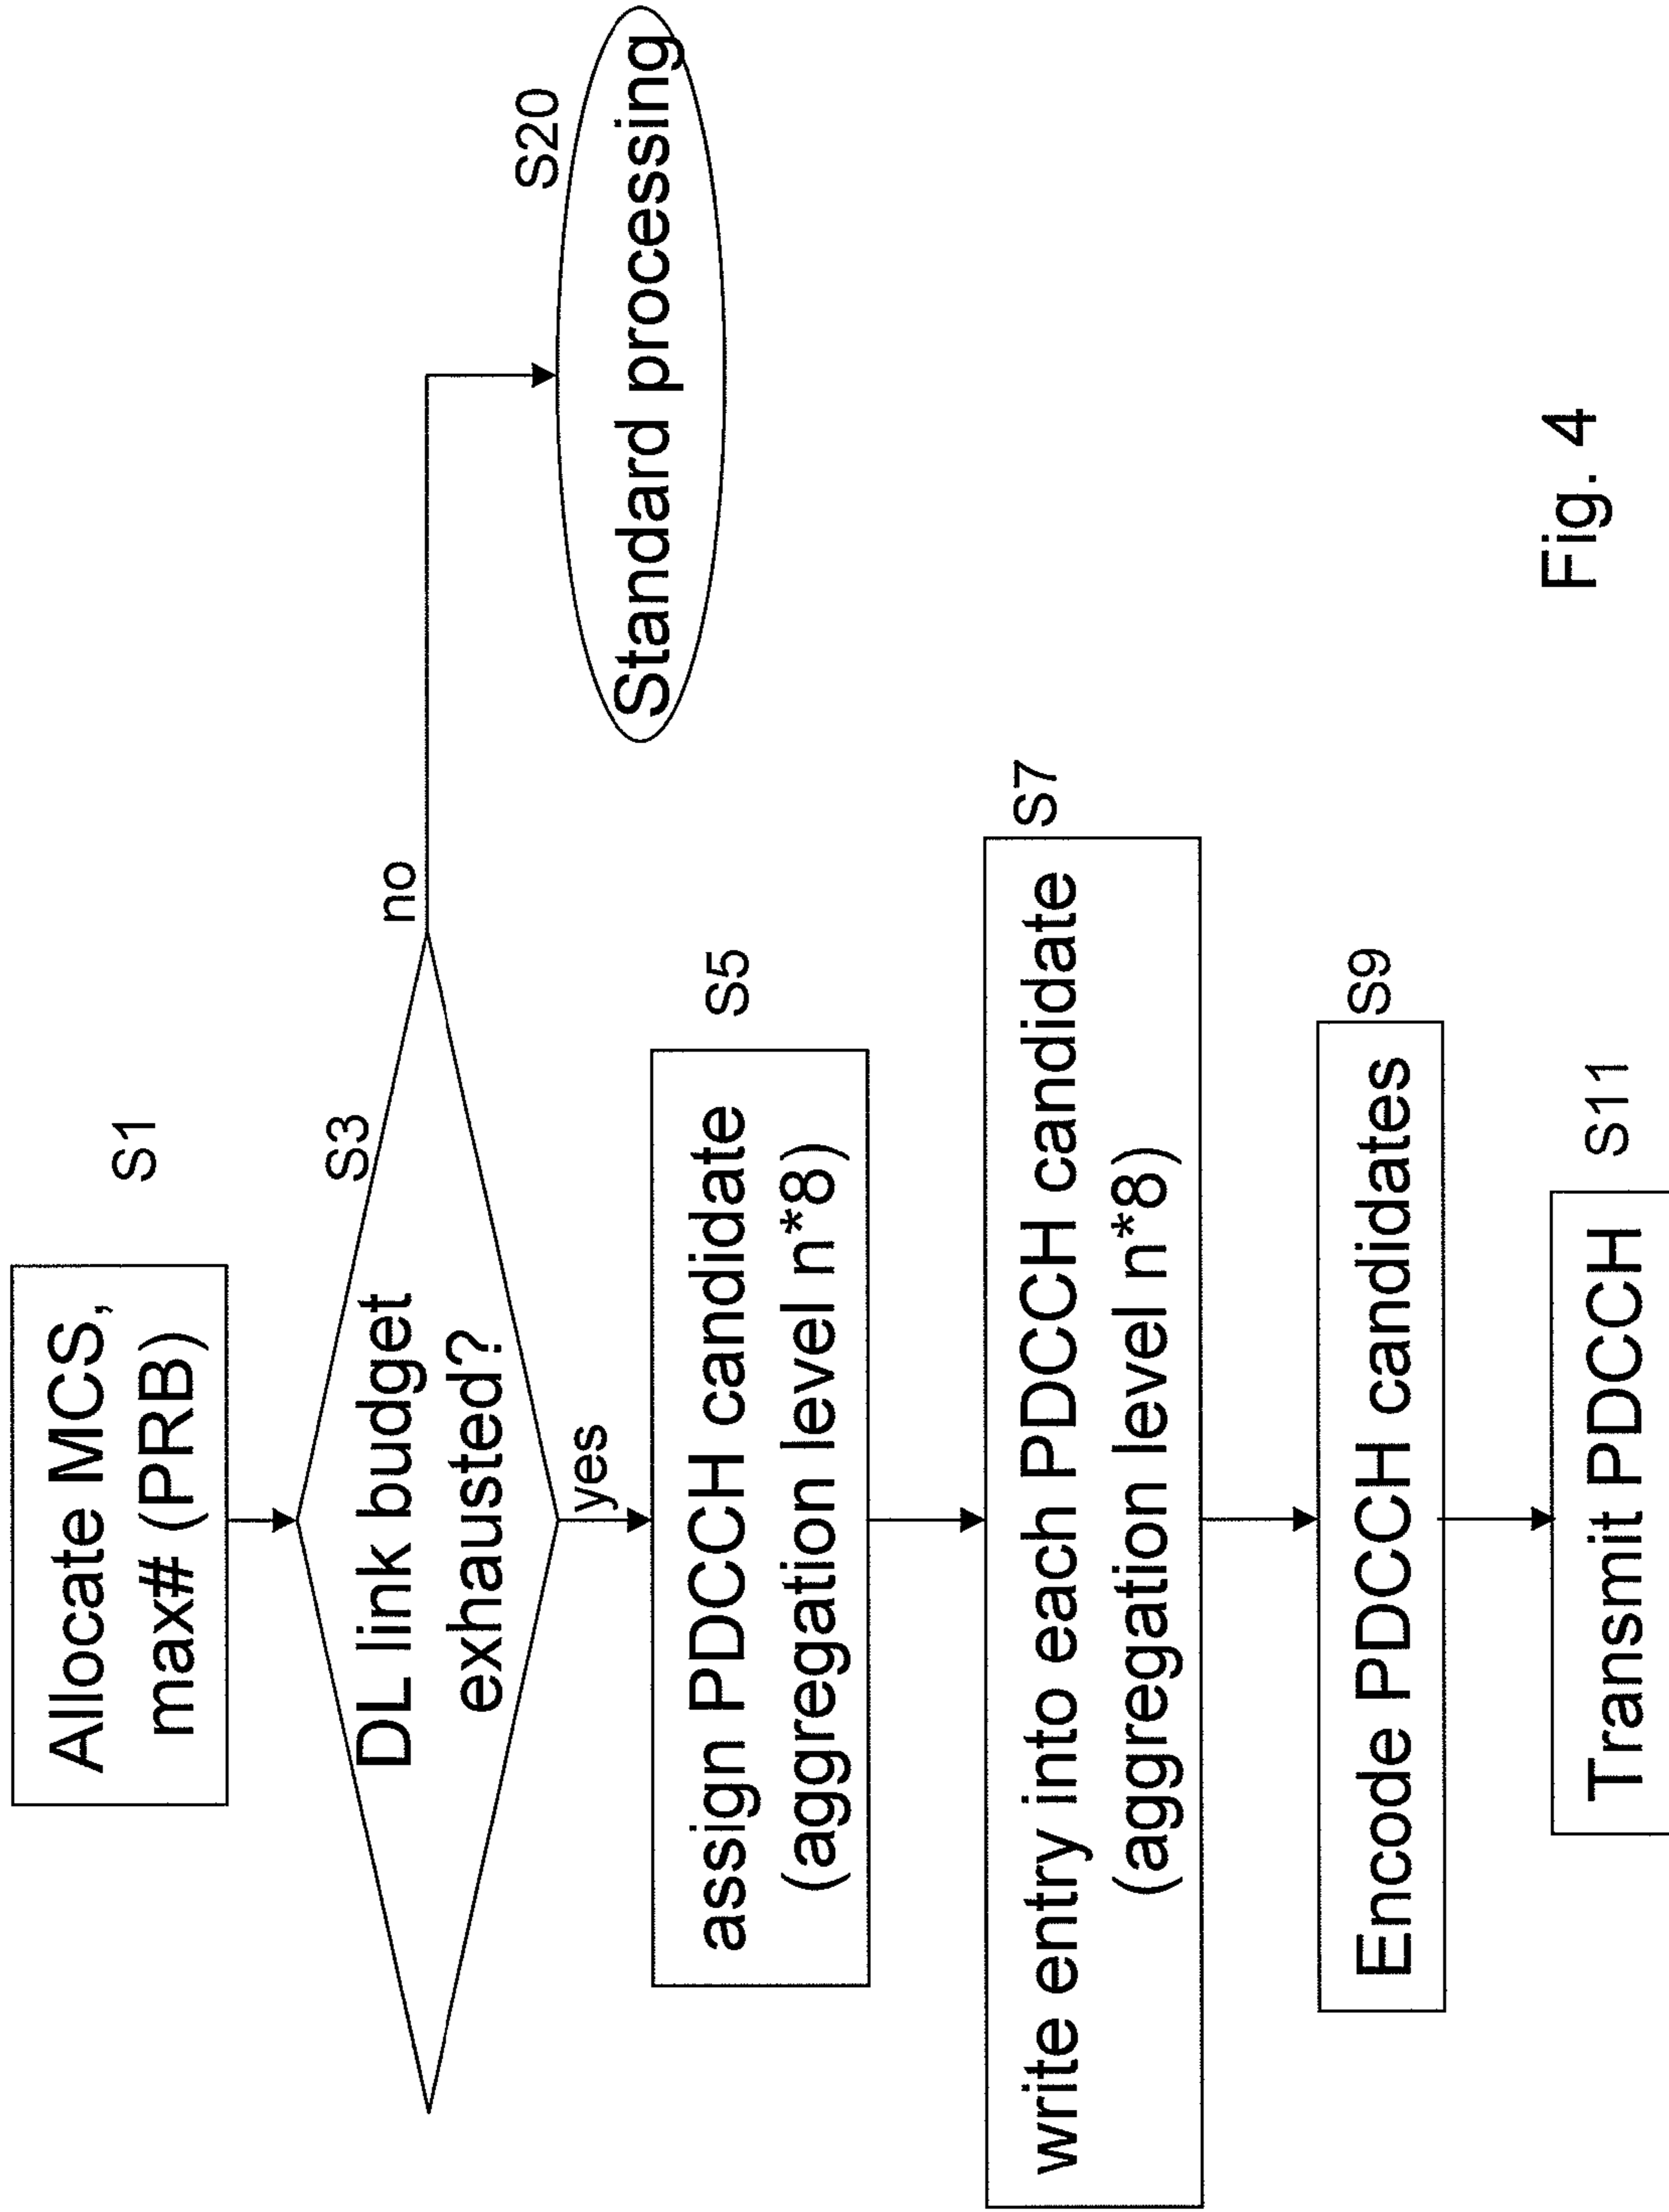 Allocate MCS,
max# (PRB)
S1
DL link budget
exhausted?
S3
no
S20
Standard processing
yes
assign PDCCH candidate
(aggregation level n*8)
S5
write entry into each PDCCH candidate
(aggregation level n*8)
S7
Encode PDCCH candidates
S9
Transmit PDCCH
S11
Fig. 4